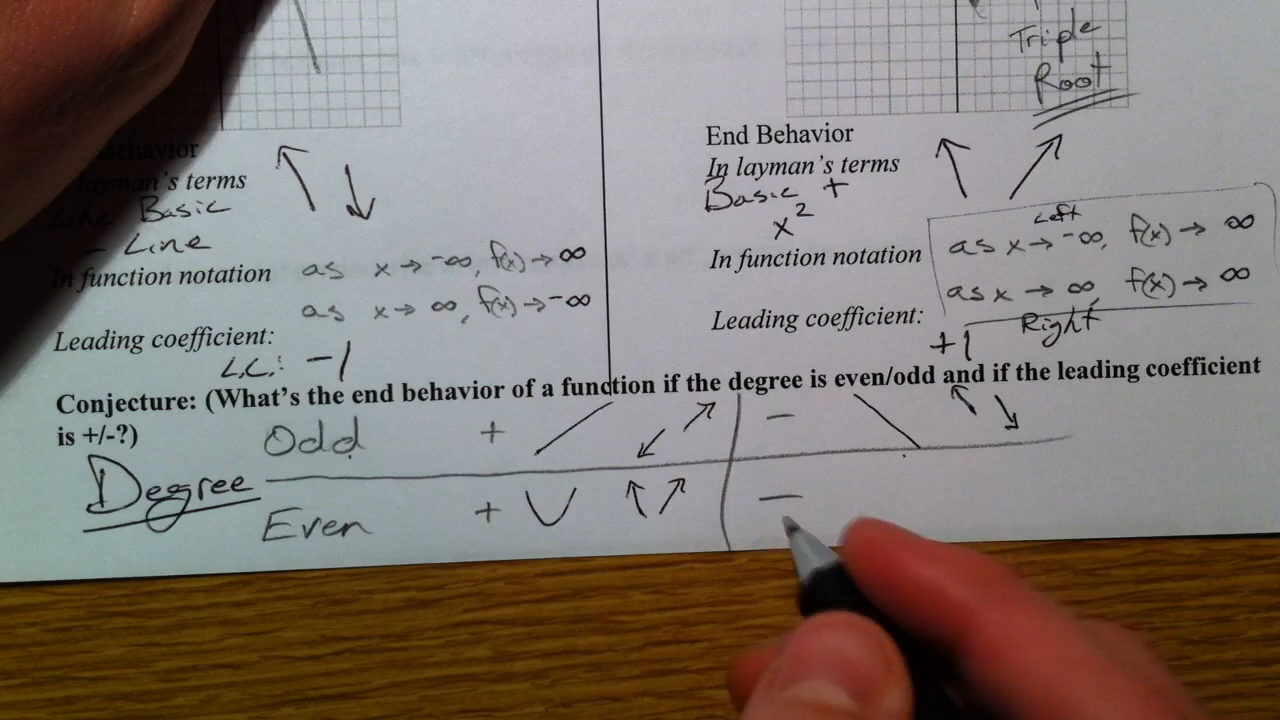 Triple
Root
Behavior
layman's terms
Like Basic
- Line
In function notation as x → -∞, f(x) → ∞
as x → ∞, f(x) → -∞
Leading coefficient:
L.C.: -1
End Behavior
In layman's terms
Basic +
x²
Left
In function notation as x → -∞, f(x) → ∞
as x → ∞, f(x) → ∞
Leading coefficient: Right
+1
Conjecture: (What's the end behavior of a function if the degree is even/odd and if the leading coefficient
is +/-?) Odd + -
Degree
Even + -